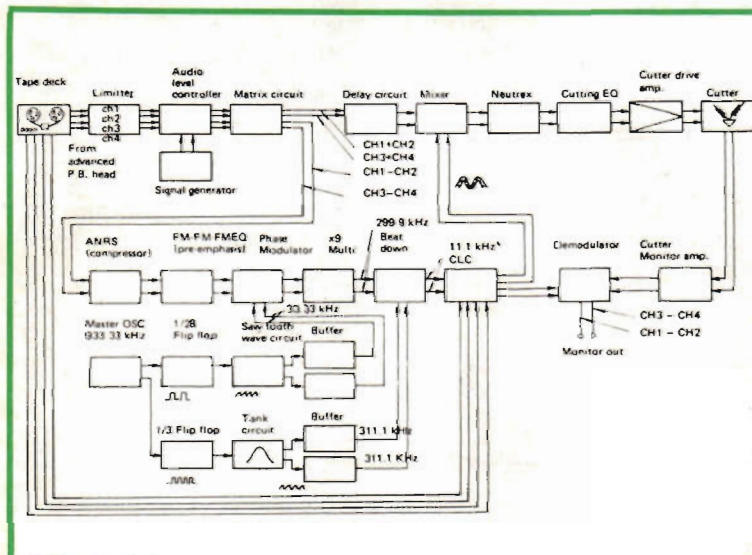 Tape deck
Limitter
Audio
level
controller
Matrix circuit
Delay circuit
Mixer
Neutrex
Cutting EQ
Cutter drive
amp.
Cutter
ch1
ch2
ch3
ch4
From
advanced
P.B. head
Signal generator
CH1+CH2
CH3+CH4
CH1-CH2
CH3-CH4
ANRS
(compressor)
FM-FM-FMEQ
(pre-emphasis)
Phase
Modulator
x9
Multi
299.9 kHz
Beat
down
11.1 kHz
CLC
Demodulator
Cutter
Monitor amp.
33.33 kHz
CH3 - CH4
CH1 - CH2
Monitor out
Master OSC
(933.33 kHz
1/28
Flip flop
Saw tooth
wave circuit
Buffer
1/3 Flip flop
Tank
circuit
Buffer
311.1 kHz
311.1 KHz